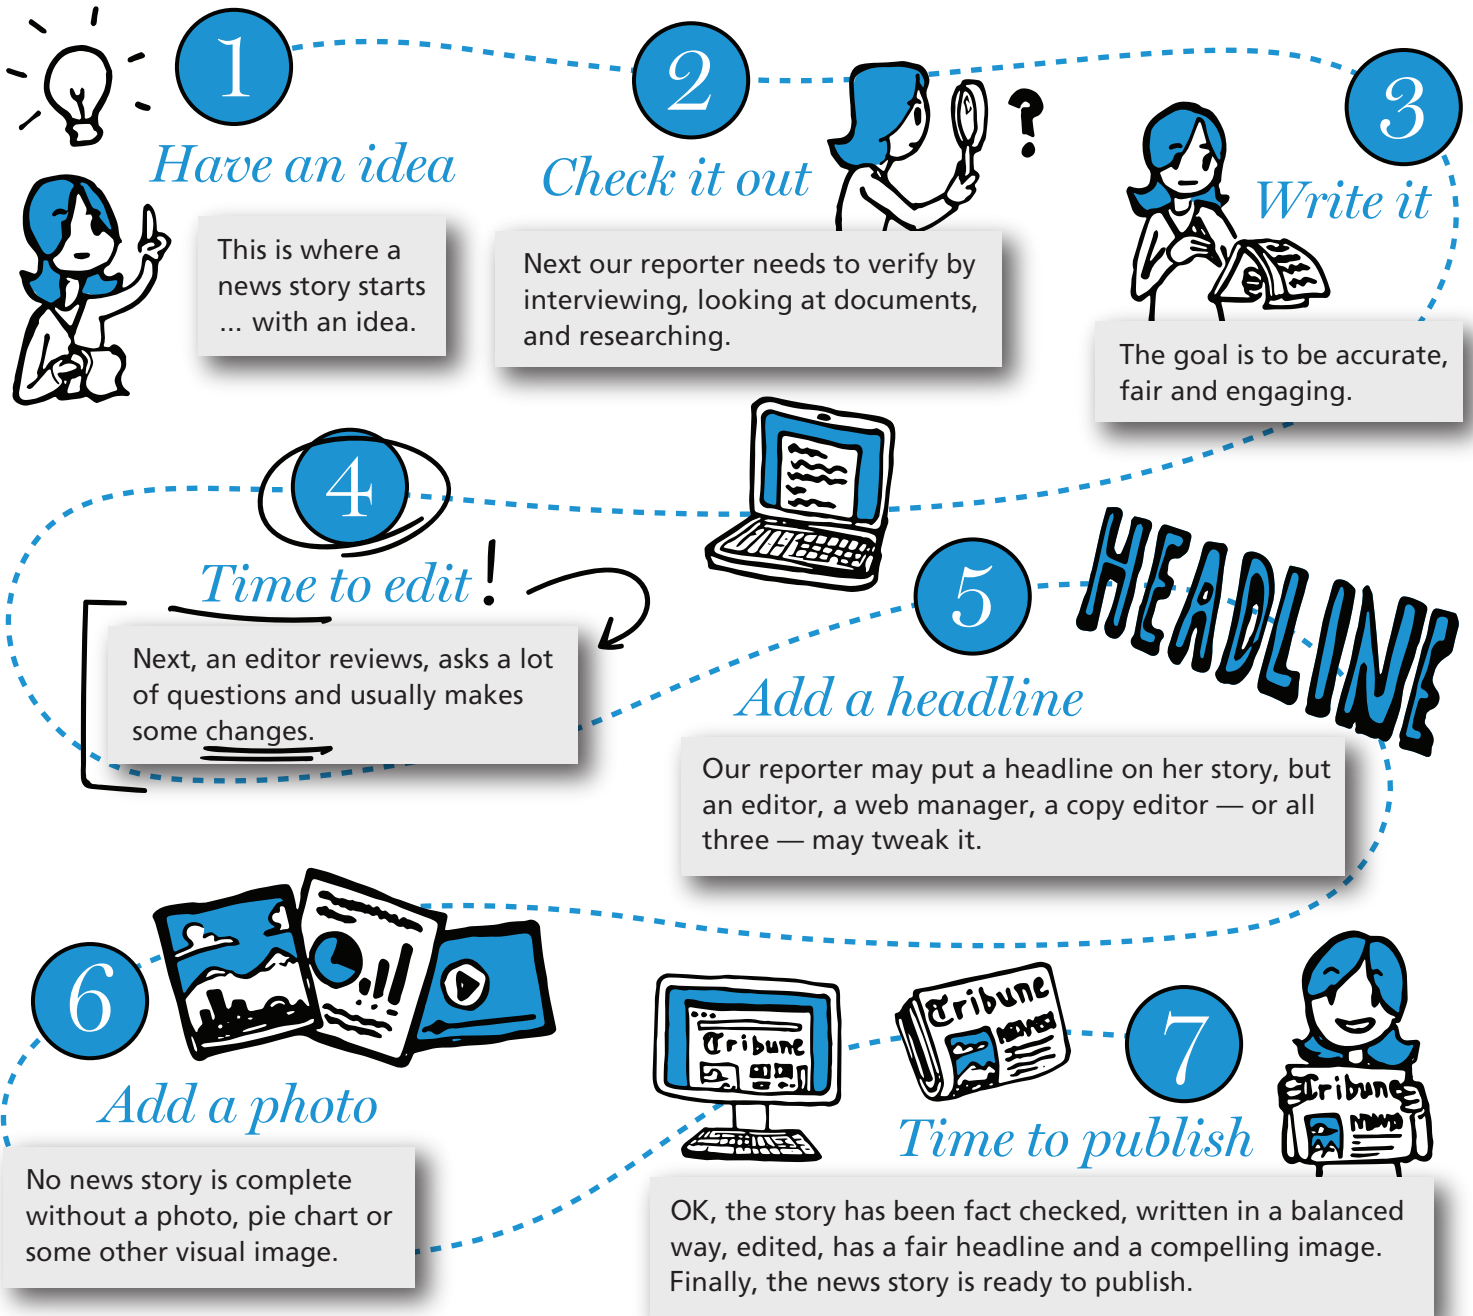 1
Have an idea
This is where a
news story starts
... with an idea.
2
Check it out
?
Next our reporter needs to verify by
interviewing, looking at documents,
and researching.
3
Write it
The goal is to be accurate,
fair and engaging.
4
Time to edit!
Next, an editor reviews, asks a lot
of questions and usually makes
some changes.
5
HEADLINE
Add a headline
Our reporter may put a headline on her story, but
an editor, a web manager, a copy editor — or all
three — may tweak it.
6
Add a photo
No news story is complete
without a photo, pie chart or
some other visual image.
Tribune
Tribune
7
Tribune
Time to publish
OK, the story has been fact checked, written in a balanced
way, edited, has a fair headline and a compelling image.
Finally, the news story is ready to publish.